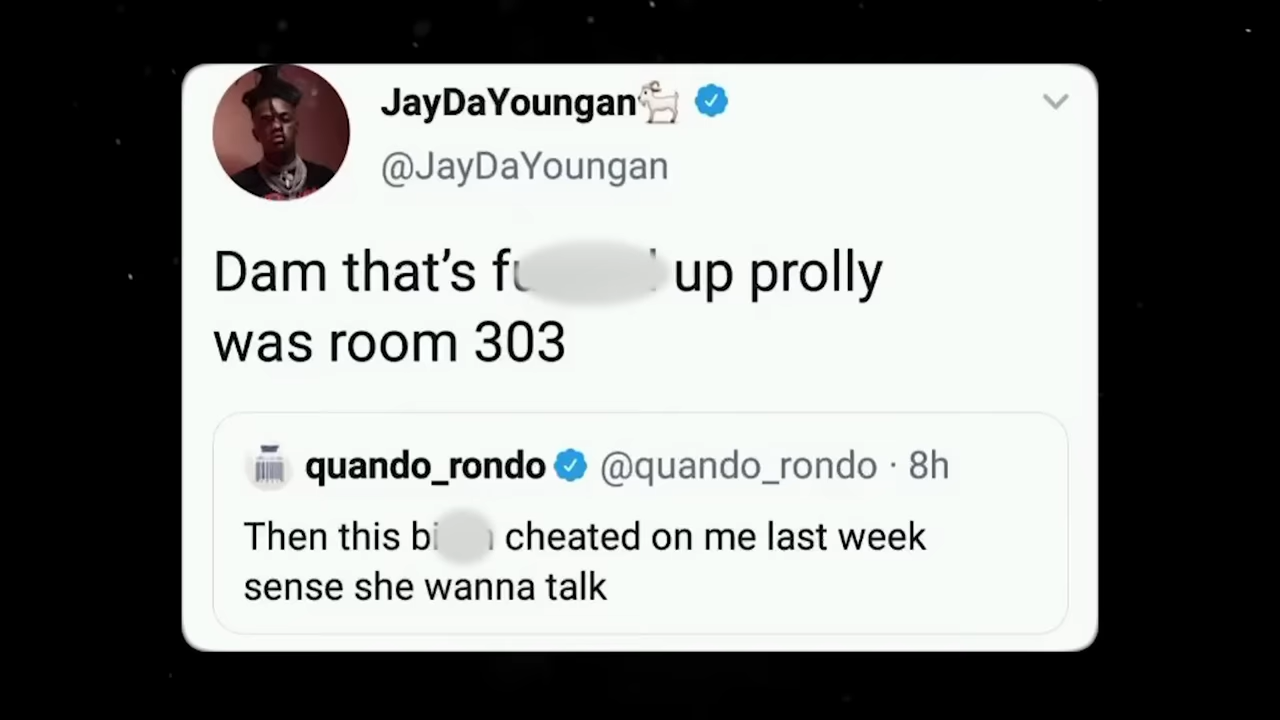 JayDaYoungan🐐
@JayDaYoungan
Dam that’s up prolly
was room 303
quando_rondo @quando_rondo · 8h
Then this cheated on me last week
sense she wanna talk